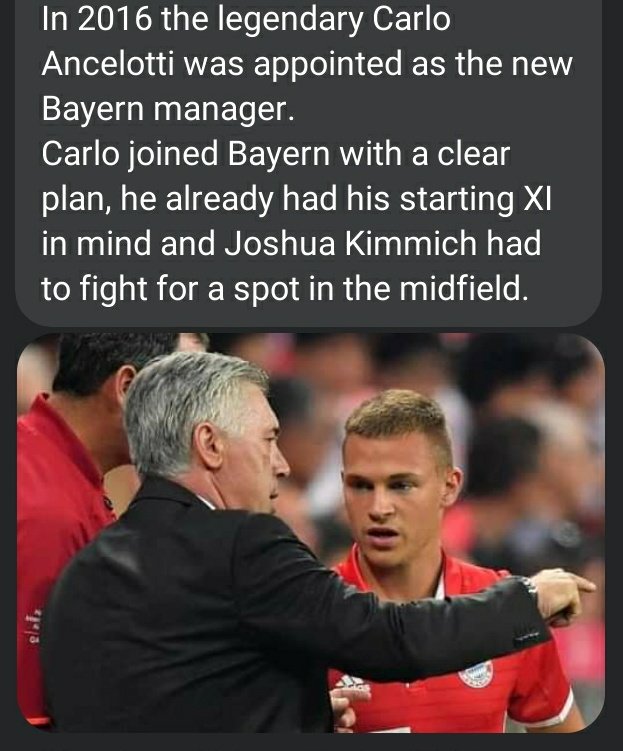 In 2016 the legendary Carlo
Ancelotti was appointed as the new
Bayern manager.
Carlo joined Bayern with a clear
plan, he already had his starting XI
in mind and Joshua Kimmich had
to fight for a spot in the midfield.